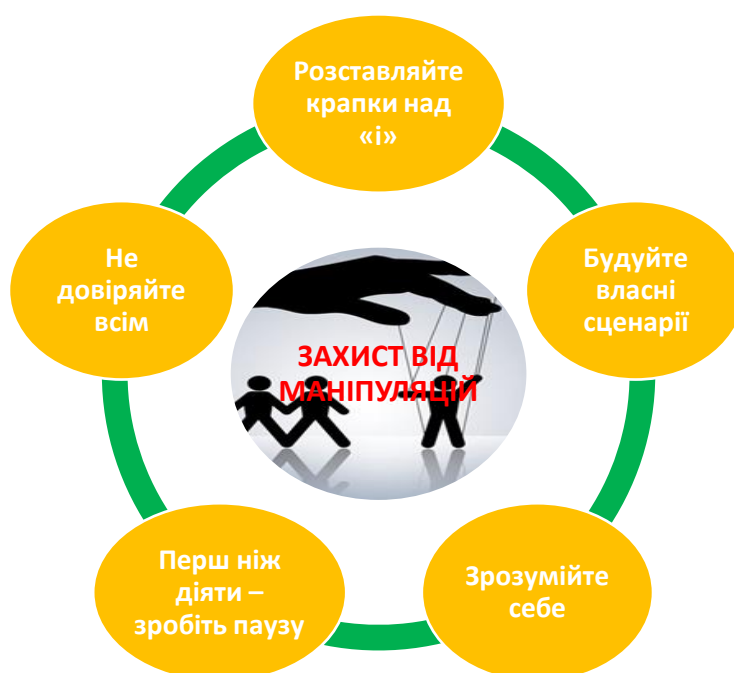 Розставляйте
крапки над
«і»
Будуйте
власні
сценарії
Зрозумійте
себе
Перш ніж
діяти –
зробіть паузу
Не
довіряйте
всім
ЗАХИСТ ВІД
МАНІПУЛЯЦІЙ